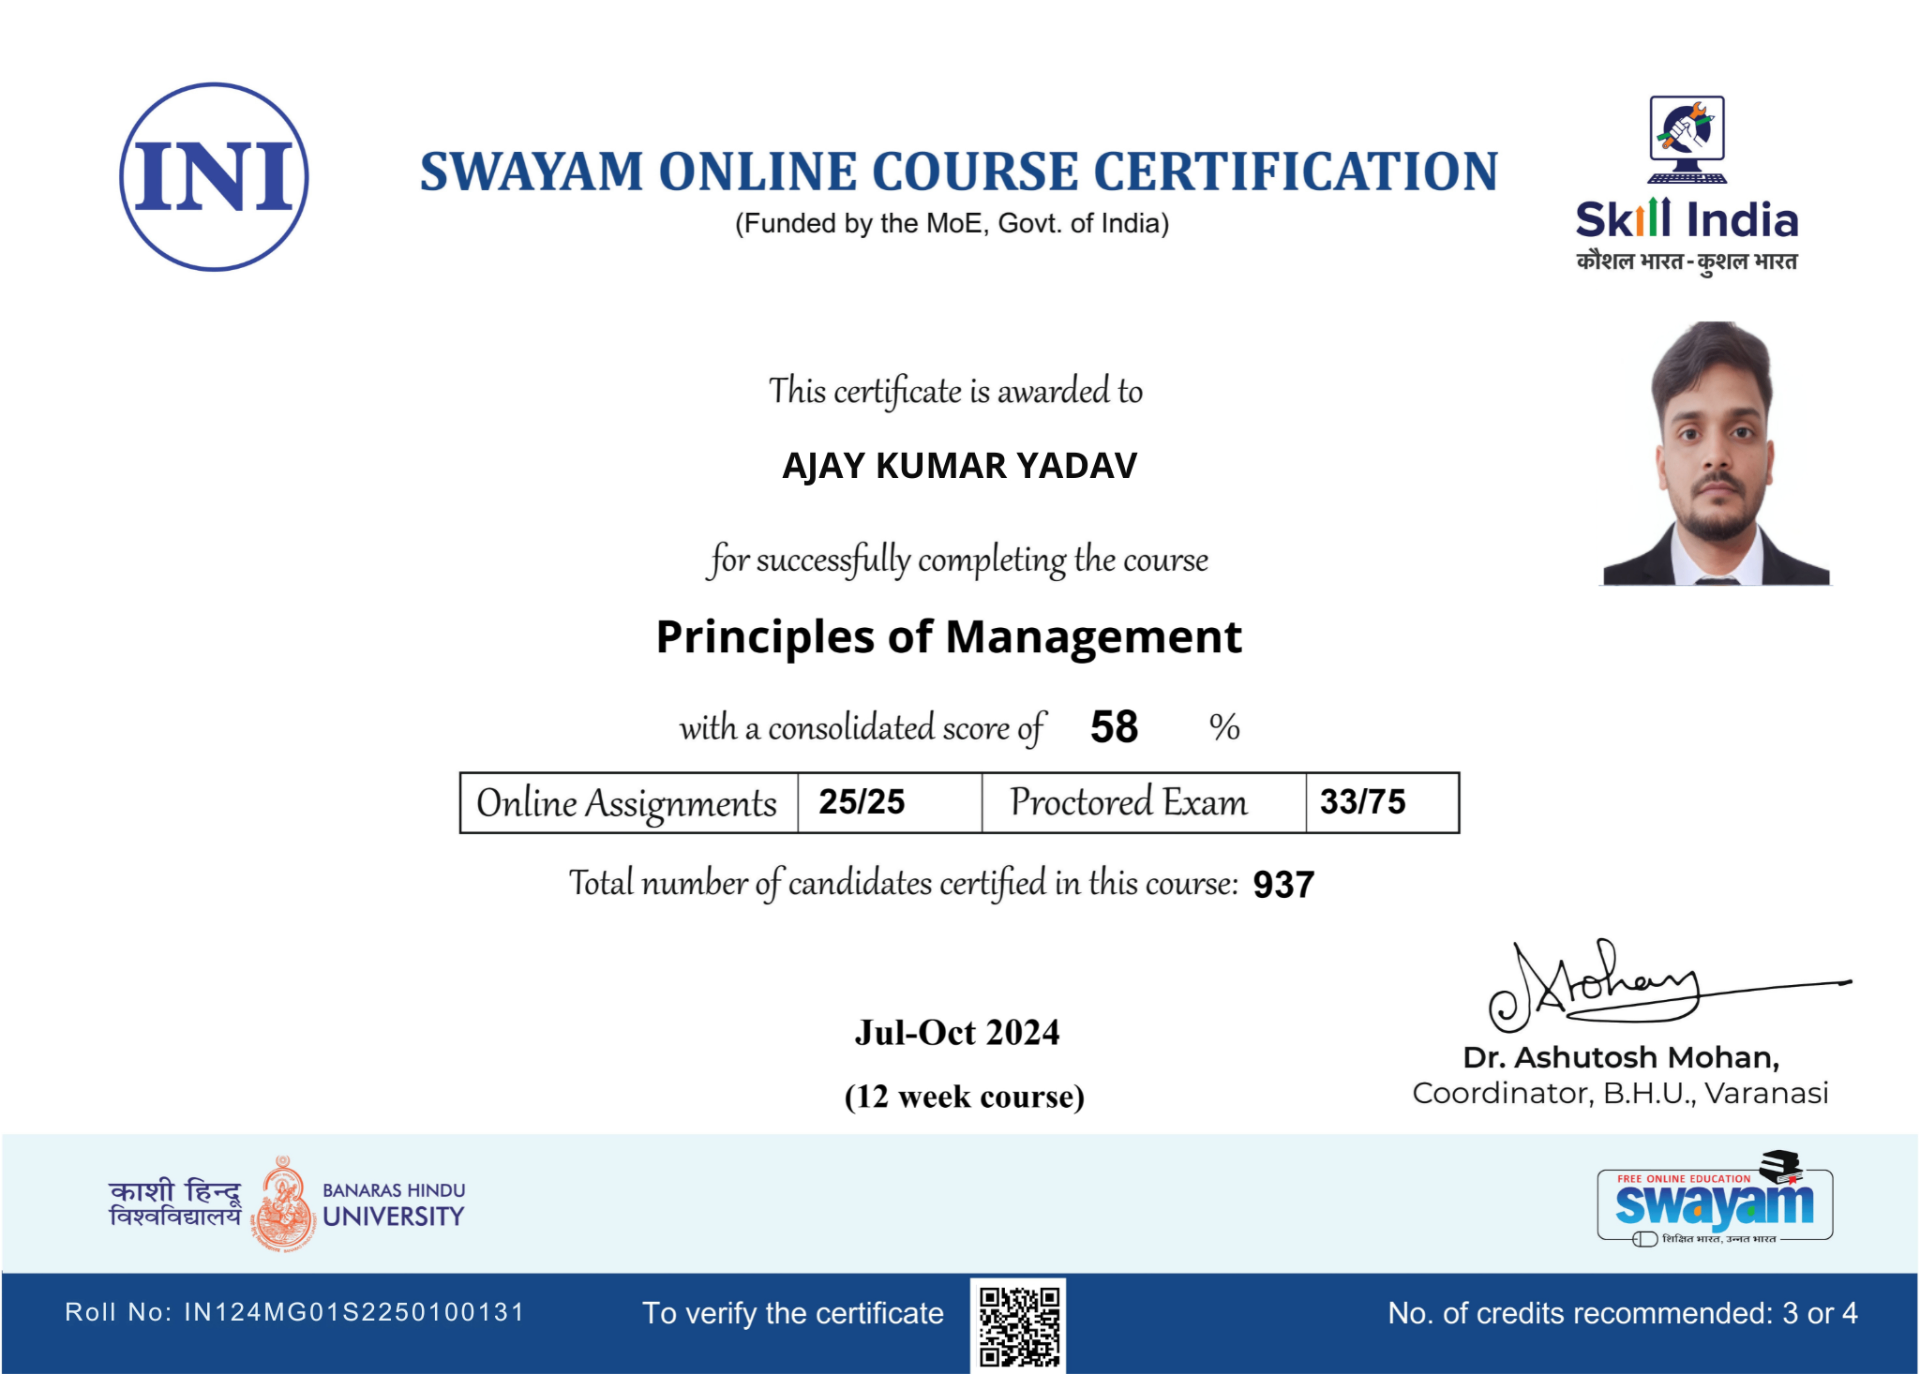 INI
SWAYAM ONLINE COURSE CERTIFICATION
(Funded by the MoE, Govt. of India)
Skill India
कौशल भारत - कुशल भारत
This certificate is awarded to
AJAY KUMAR YADAV
for successfully completing the course
Principles of Management
with a consolidated score of 58 %
Online Assignments 25/25 Proctored Exam 33/75
Total number of candidates certified in this course: 937
Mohan
Jul-Oct 2024
(12 week course)
Dr. Ashutosh Mohan,
Coordinator, B.H.U., Varanasi
काशी हिन्दू
विश्वविद्यालय
BANARAS HINDU
UNIVERSITY
FREE ONLINE EDUCATION
swayam
शिक्षित भारत, उन्नत भारत
Roll No: IN124MG01S2250100131
To verify the certificate
No. of credits recommended: 3 or 4